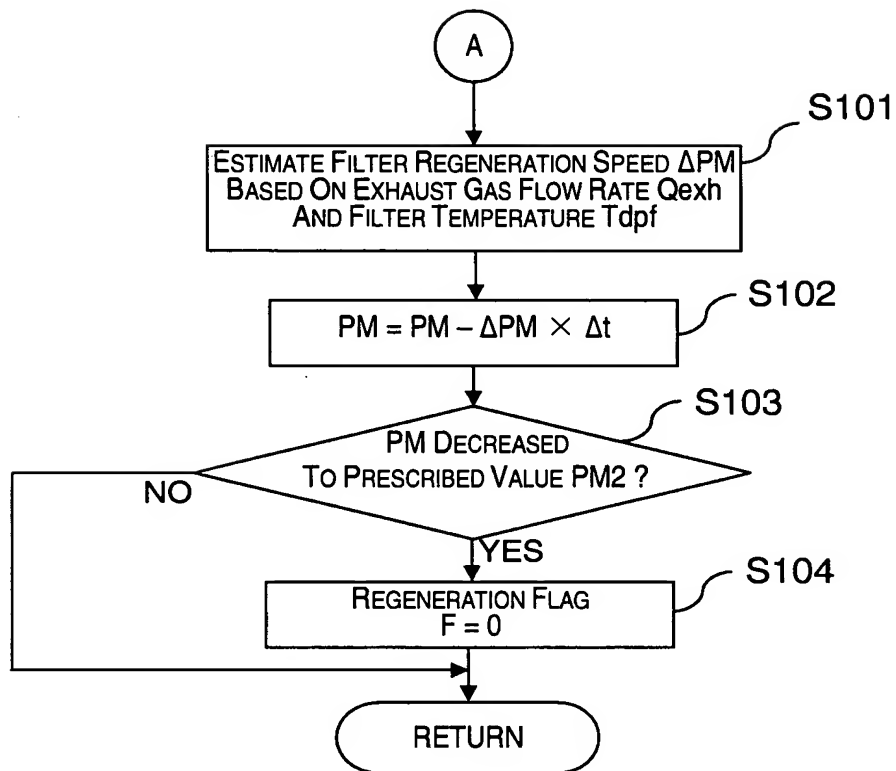 A
S101
ESTIMATE FILTER REGENERATION SPEED ΔPM
BASED ON EXHAUST GAS FLOW RATE Qexh
AND FILTER TEMPERATURE Tdpf
S102
PM = PM – ΔPM × Δt
S103
PM DECREASED
TO PRESCRIBED VALUE PM2 ?
NO
YES
S104
REGENERATION FLAG
F = 0
RETURN